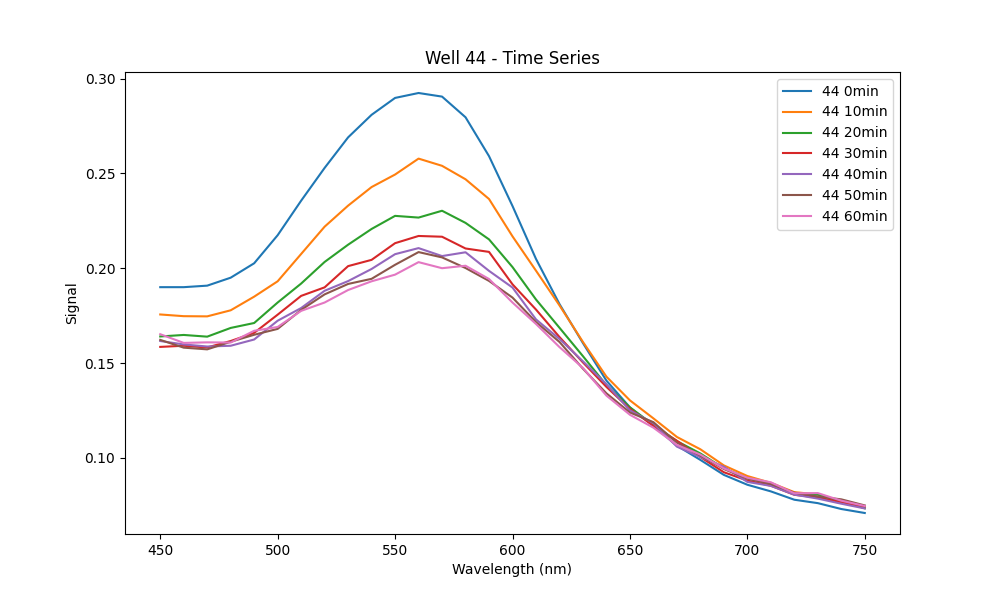 Well 44 - Time Series
Signal
0.30
0.25
0.20
0.15
0.10
44 0min
44 10min
44 20min
44 30min
44 40min
44 50min
44 60min
450 500 550 600 650 700 750
Wavelength (nm)